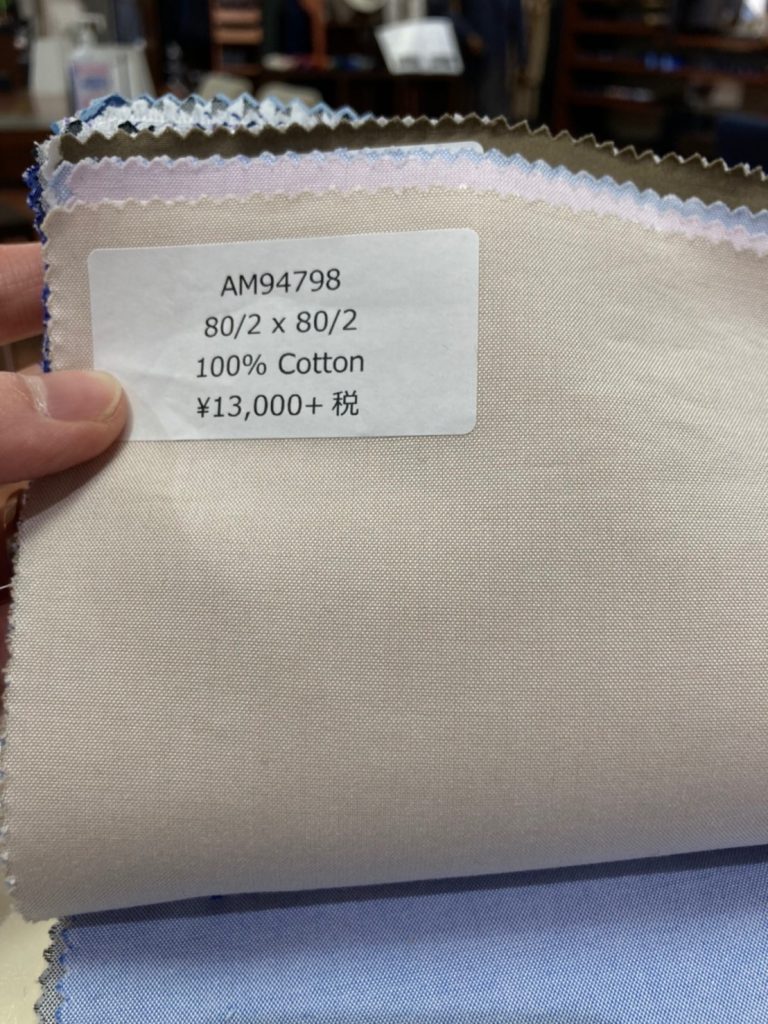 AM94798
80/2 x 80/2
100% Cotton
¥13,000+ 税